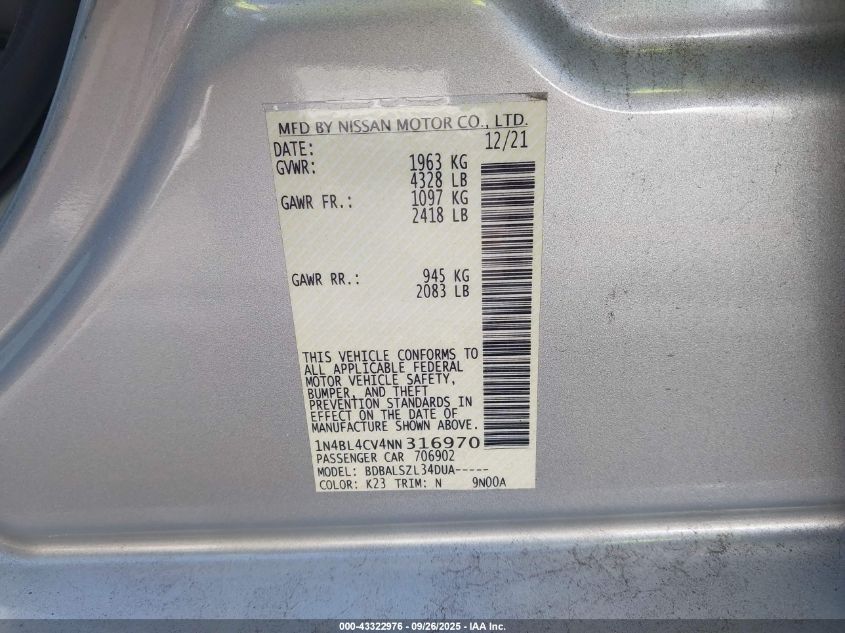 MFD BY NISSAN MOTOR CO., LTD.
DATE: 12/21
GVWR: 1963 KG
4328 LB
GAWR FR.: 1097 KG
2418 LB
GAWR RR.: 945 KG
2083 LB
THIS VEHICLE CONFORMS TO
ALL APPLICABLE FEDERAL
MOTOR VEHICLE SAFETY,
BUMPER, AND THEFT
PREVENTION STANDARDS IN
EFFECT ON THE DATE OF
MANUFACTURE SHOWN ABOVE.
1N4BL4CV4NN316970
PASSENGER CAR 706902
MODEL: BDBALSZL34DUA-----
COLOR: K23 TRIM: N 9N00A
000-43322976 - 09/26/2025 - IAA Inc.